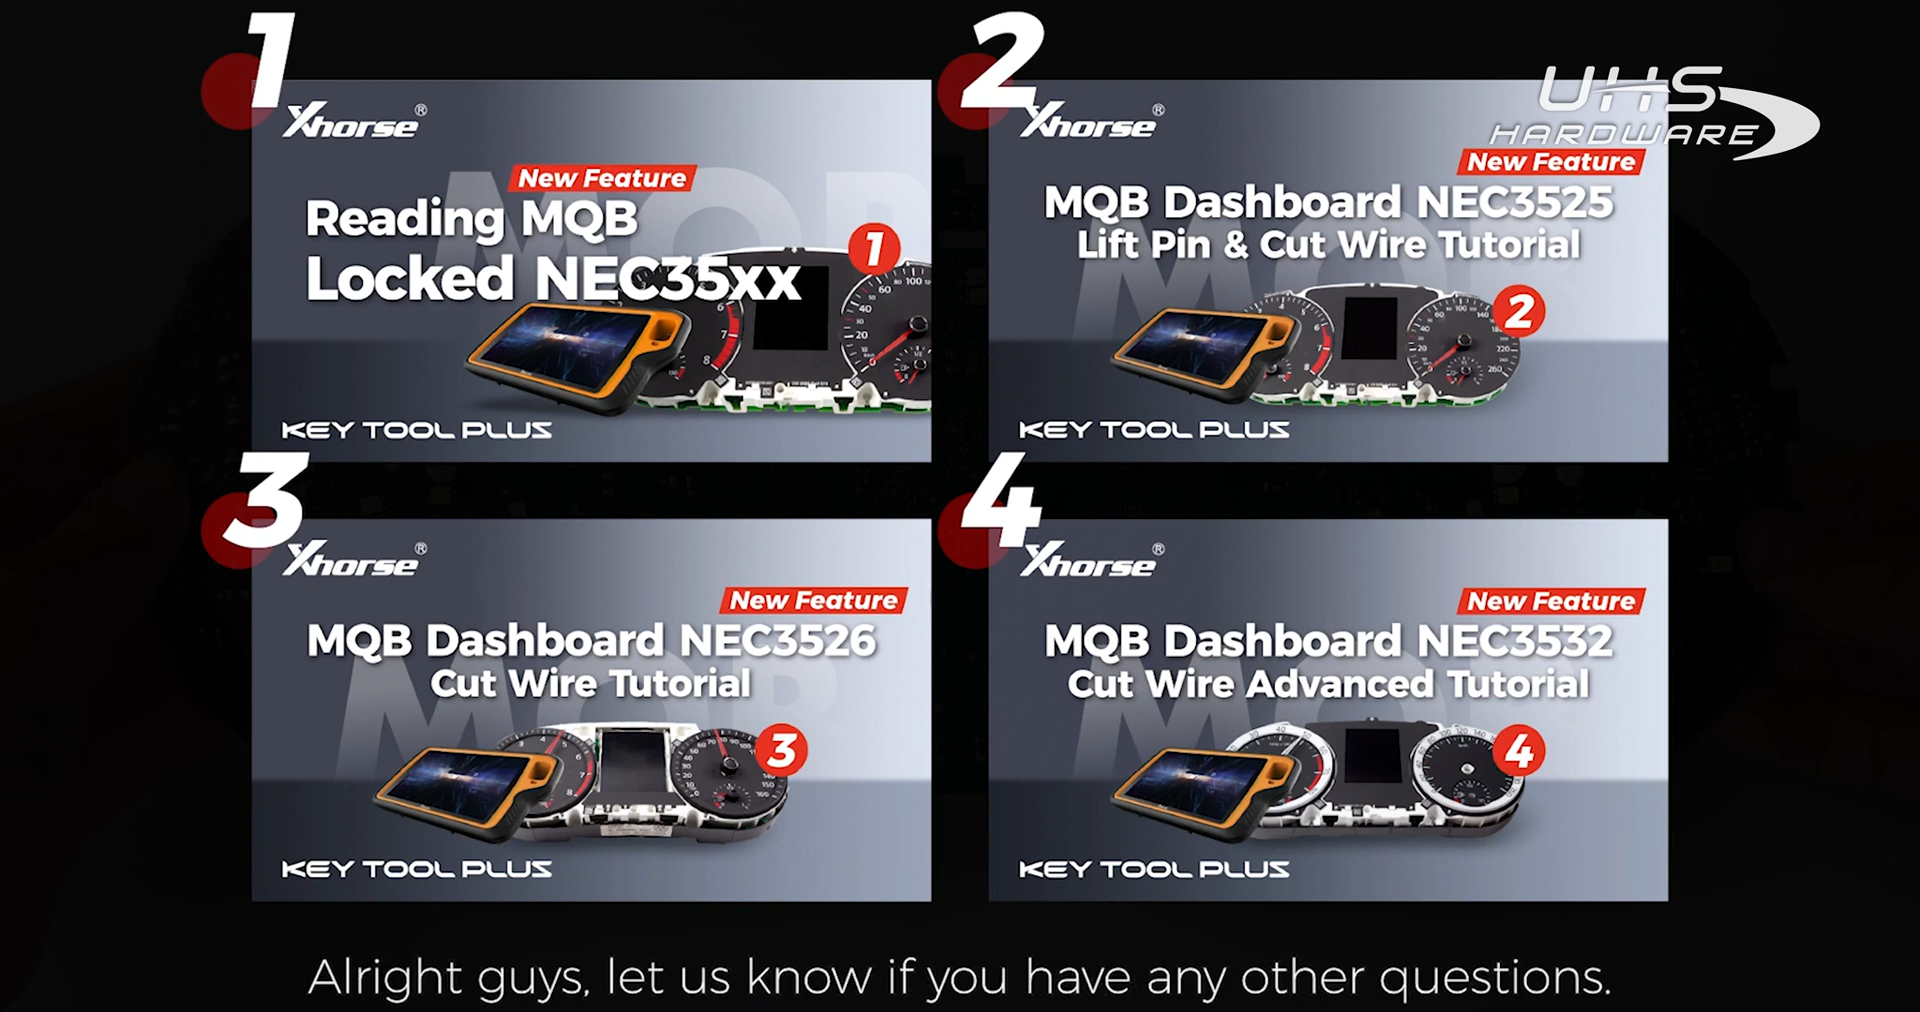 1
Xhorse®
New Feature
Reading MQB
Locked NEC35xx
1
KEY TOOL PLUS
2
Xhorse®
UHS
HARDWARE
New Feature
MQB Dashboard NEC3525
Lift Pin & Cut Wire Tutorial
2
KEY TOOL PLUS
3
Xhorse®
New Feature
MQB Dashboard NEC3526
Cut Wire Tutorial
3
KEY TOOL PLUS
4
Xhorse®
New Feature
MQB Dashboard NEC3532
Cut Wire Advanced Tutorial
4
KEY TOOL PLUS
Alright guys, let us know if you have any other questions.